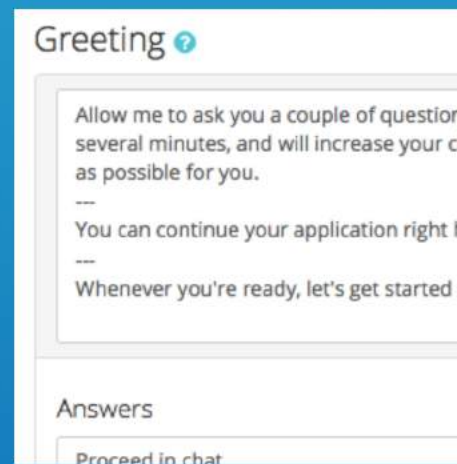 Greeting ?
Allow me to ask you a couple of
several minutes, and will increase your
as possible for you.
---
You can continue your application right
---
Whenever you're ready, let's get started
Answers
Proceed in chat